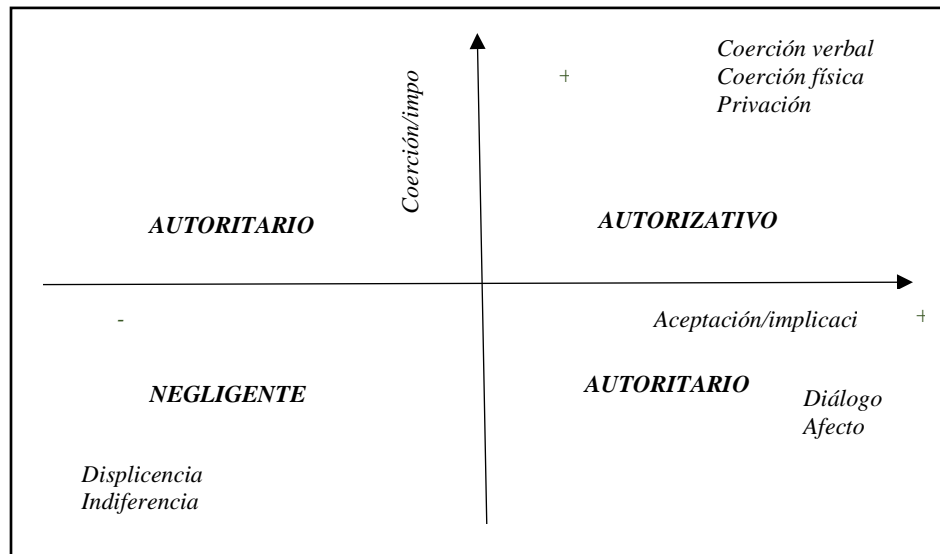 Coerción verbal
Coerción física
Privación
+
Coerción/impo
AUTORITARIO
AUTORIZATIVO
-
Aceptación/implicaci
+
NEGLIGENTE
AUTORITARIO
Diálogo
Afecto
Displicencia
Indiferencia